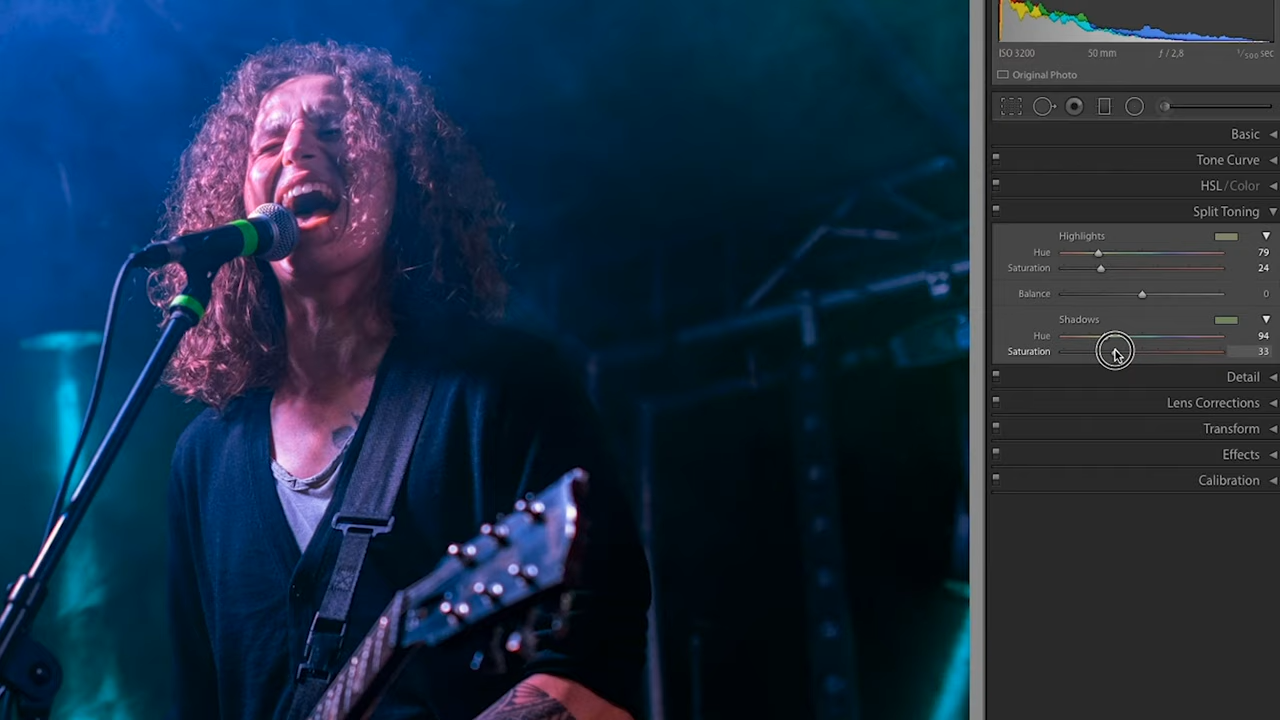 ISO 3200 50 mm ƒ / 2,8 1/500 sec
Original Photo
Basic
Tone Curve
HSL / Color
Split Toning
Highlights
Hue 79
Saturation 24
Balance 0
Shadows
Hue 94
Saturation 33
Detail
Lens Corrections
Transform
Effects
Calibration